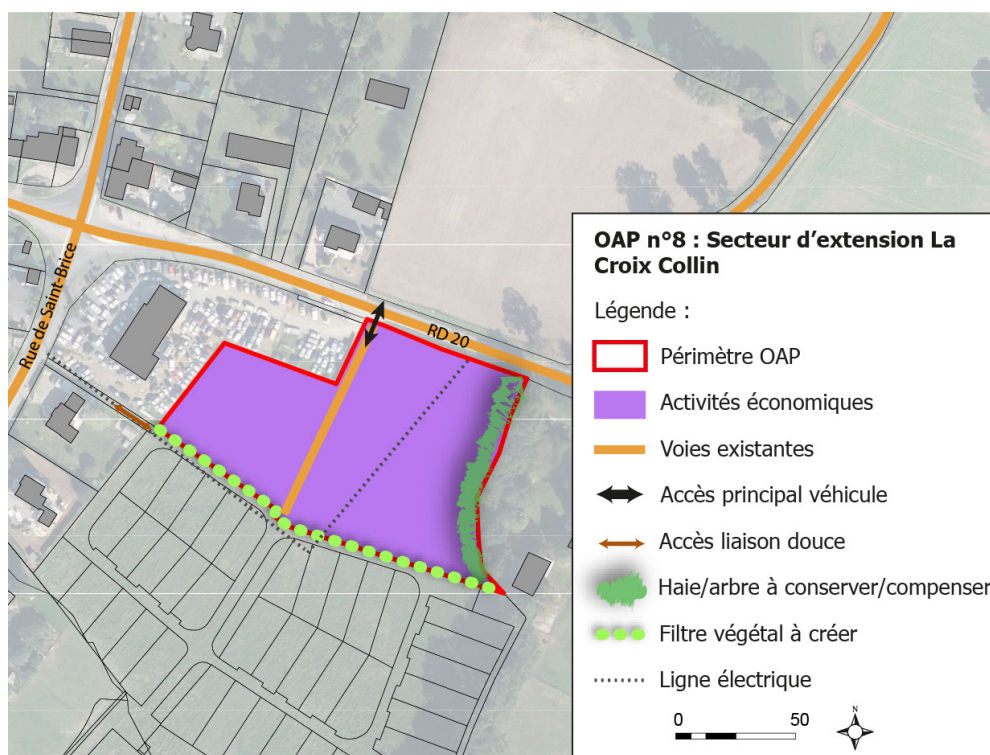 Rue de Saint-Brice
RD 20
OAP n°8 : Secteur d'extension La
Croix Collin
Légende :
Périmètre OAP
Activités économiques
Voies existantes
Accès principal véhicule
Accès liaison douce
Haie/arbre à conserver/compenser
Filtre végétal à créer
Ligne électrique
0 50
N